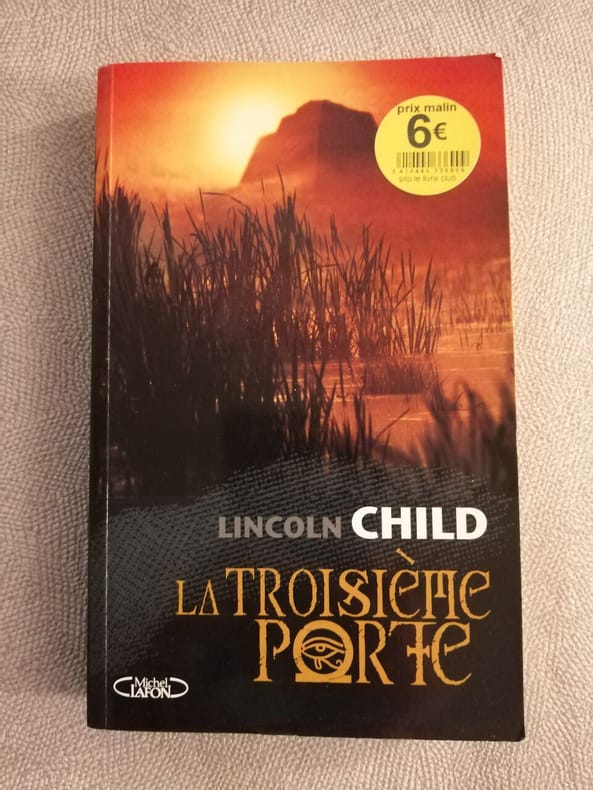 prix malin
6€
LINCOLN CHILD
LA TROISIÈME
PORTE
Michel
LAFON